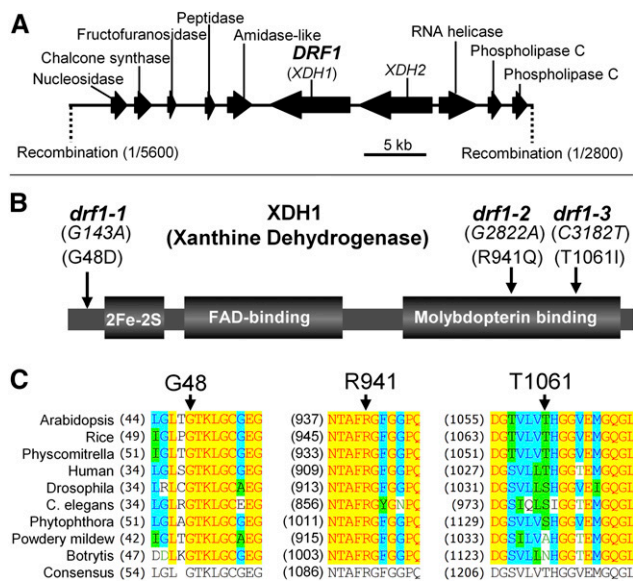 A
Peptidase
Fructofuranosidase
Chalcone synthase
Nucleosidase
Amidase-like
DRF1
(XDH1)
XDH2
RNA helicase
Phospholipase C
Phospholipase C
Recombination (1/5600)
5 kb
Recombination (1/2800)
B
drf1-1
(G143A)
(G48D)
XDH1
(Xanthine Dehydrogenase)
drf1-2
(G2822A)
(R941Q)
drf1-3
(C3182T)
(T1061I)
2Fe-2S
FAD-binding
Molybdopterin binding
C
G48 R941 T1061
Arabidopsis (44) LGLTGTKLGCGEG (937) NTAFRGFGGPQ (1055) DGTVLVTHGGVEMGQGL
Rice (49) IGLPGTKLGCGEG (945) NTAFRGFGGPQ (1063) DGTVLVTHGGVEMGQGL
Physcomitrella (51) IGLTGTKLGCGEG (933) NTAFRGFGGPQ (1051) DGTVLVTHGGVEMGQGL
Human (34) LGLSGTKLGCGEG (909) NTAFRGFGGPQ (1027) DGSVLLTHGGTEMGQGL
Drosophila (34) LRLCGTKLGCAEG (913) NTAFRGFGGPQ (1031) DGSVLLTHGGVEIGQGL
C. elegans (34) LGLTGTKLGCEEG (856) NTAFRGYGNPQ (973) DGSIQLSIGGTEMGQGL
Phytophthora (51) LGLAGTKLGCGEG (1011) NTAFRGFGGPQ (1129) DGSVLVSHGGTEMGQGL
Powdery mildew (42) IGLTGTKLGCAEG (915) NTAFRGFGGPQ (1033) DGSILVAHGGTEMGQGL
Botrytis (47) DDLKGTKLGCGEG (1003) NTAFRGFGGPQ (1123) DGSVLLNHGGTEMGQGL
Consensus (54) LGL GTKLGCGEG (1086) NTAFRGFGGPQ (1206) DGSVLVTHGGVEMGQGL